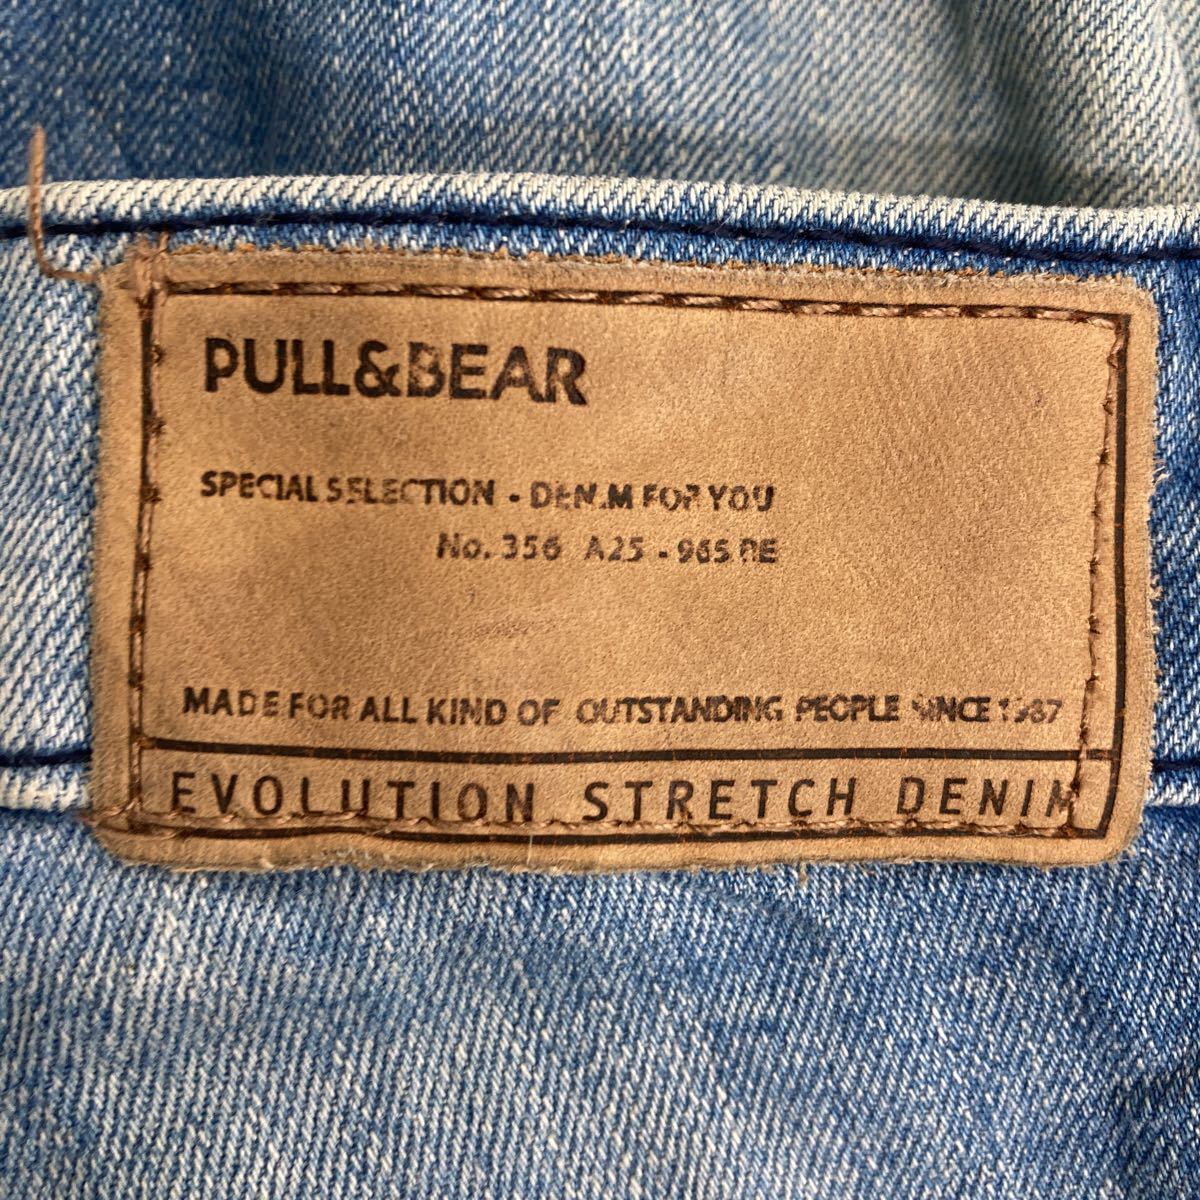 PULL&BEAR
SPECIAL SELECTION - DENIM FOR YOU
No. 356 A25 - 965 RE
MADE FOR ALL KIND OF OUTSTANDING PEOPLE SINCE 1987
EVOLUTION STRETCH DENIM